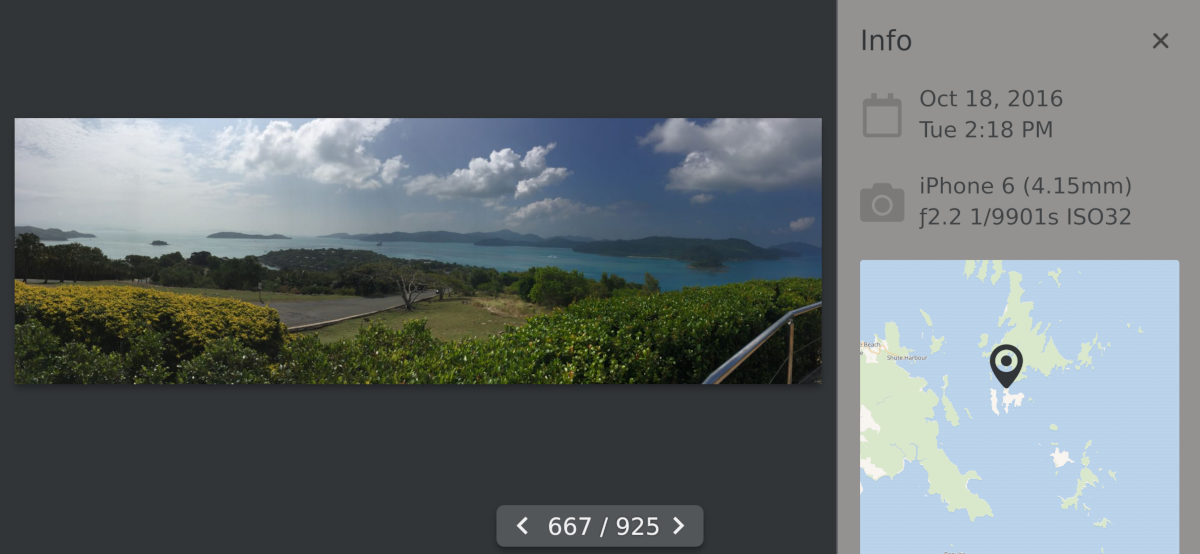 Info
Oct 18, 2016
Tue 2:18 PM
iPhone 6 (4.15mm)
ƒ2.2 1/9901s ISO32
Beach
Shute Harbour
667 / 925